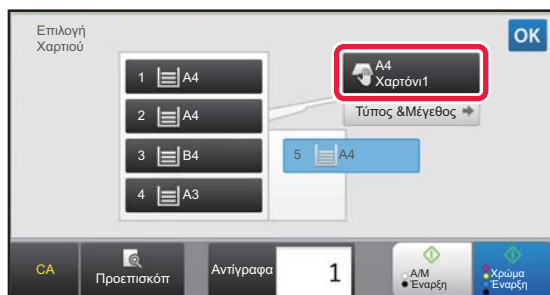 Επιλογή
Χαρτιού
OK
A4
Χαρτόνι1
1 A4
2 A4
Τύπος &Μέγεθος
3 B4
5 A4
4 A3
CA
Προεπισκόπ
Αντίγραφα
1
Α/Μ
Έναρξη
Χρώμα
Έναρξη